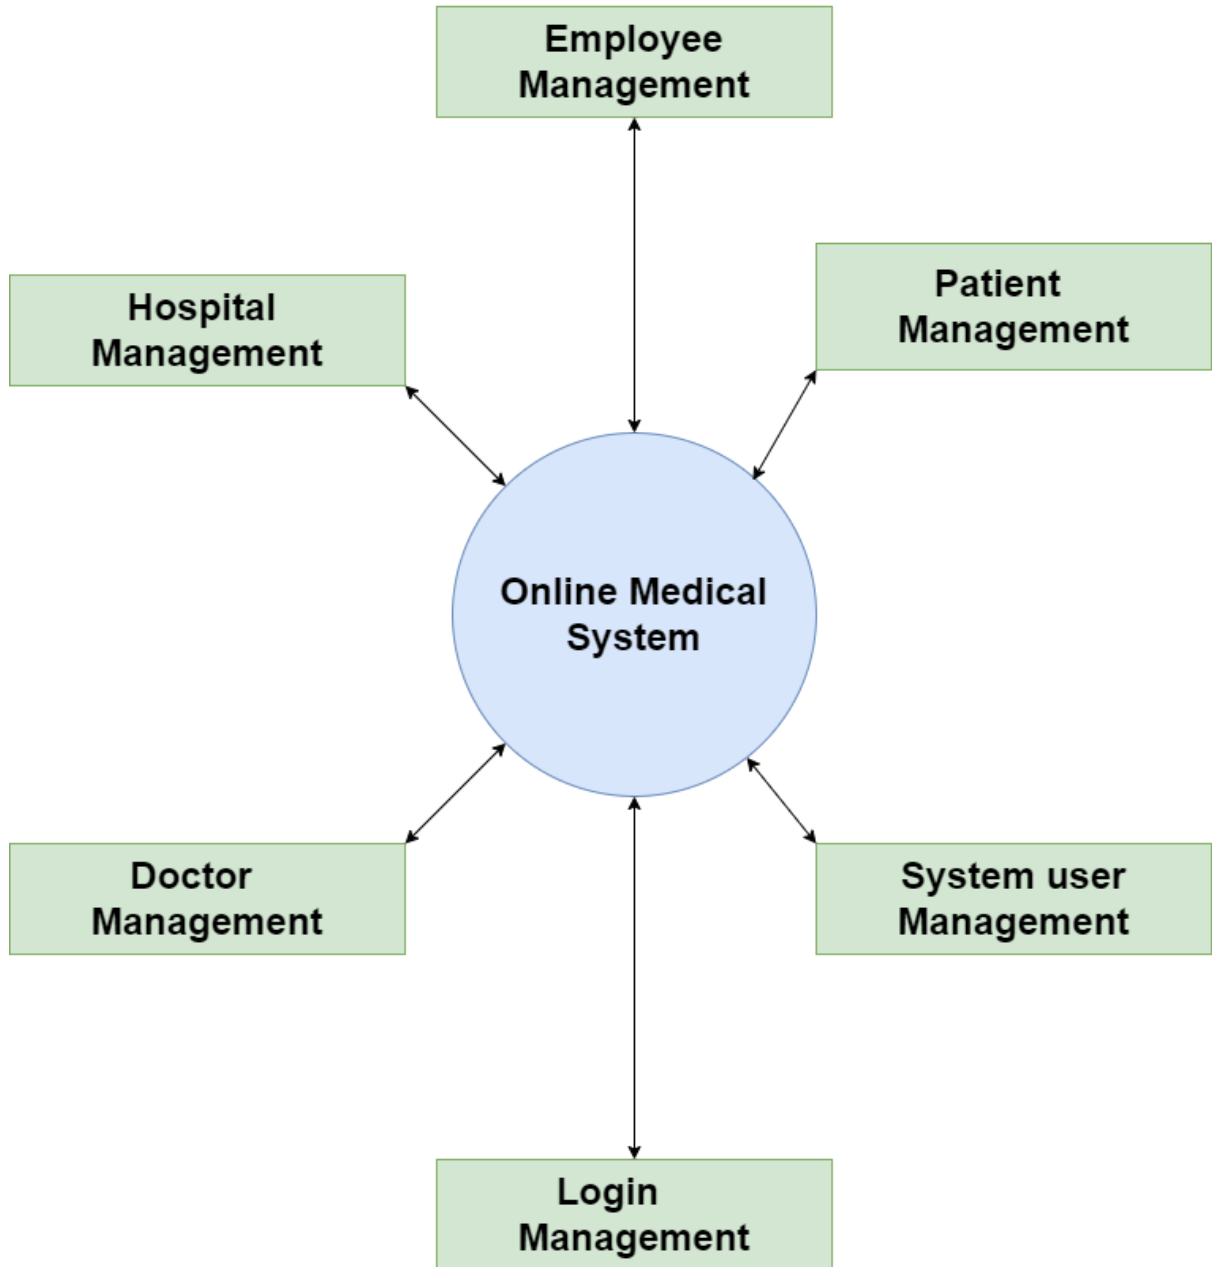 Employee
Management
Patient
Management
Hospital
Management
Online Medical
System
Doctor
Management
System user
Management
Login
Management